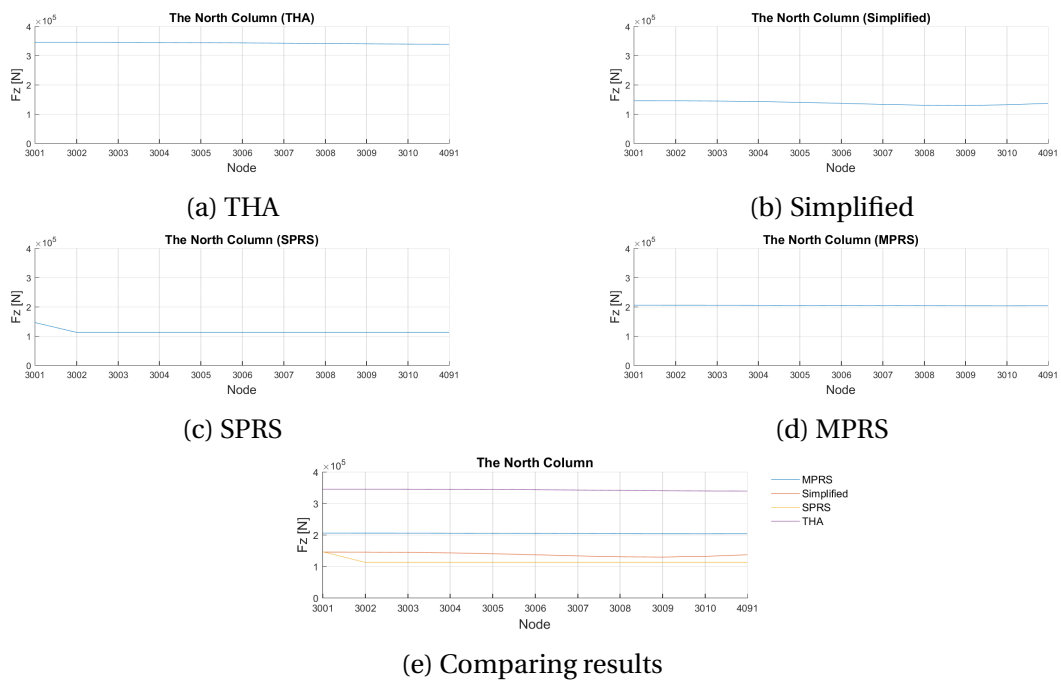 The North Column (THA)
×10^5
4
3
2
1
0
Fz [N]
3001 3002 3003 3004 3005 3006 3007 3008 3009 3010 4091
Node
(a) THA
The North Column (Simplified)
×10^5
4
3
2
1
0
Fz [N]
3001 3002 3003 3004 3005 3006 3007 3008 3009 3010 4091
Node
(b) Simplified
The North Column (SPRS)
×10^5
4
3
2
1
0
Fz [N]
3001 3002 3003 3004 3005 3006 3007 3008 3009 3010 4091
Node
(c) SPRS
The North Column (MPRS)
×10^5
4
3
2
1
0
Fz [N]
3001 3002 3003 3004 3005 3006 3007 3008 3009 3010 4091
Node
(d) MPRS
The North Column
×10^5
4
3
2
1
0
Fz [N]
3001 3002 3003 3004 3005 3006 3007 3008 3009 3010 4091
Node
MPRS
Simplified
SPRS
THA
(e) Comparing results